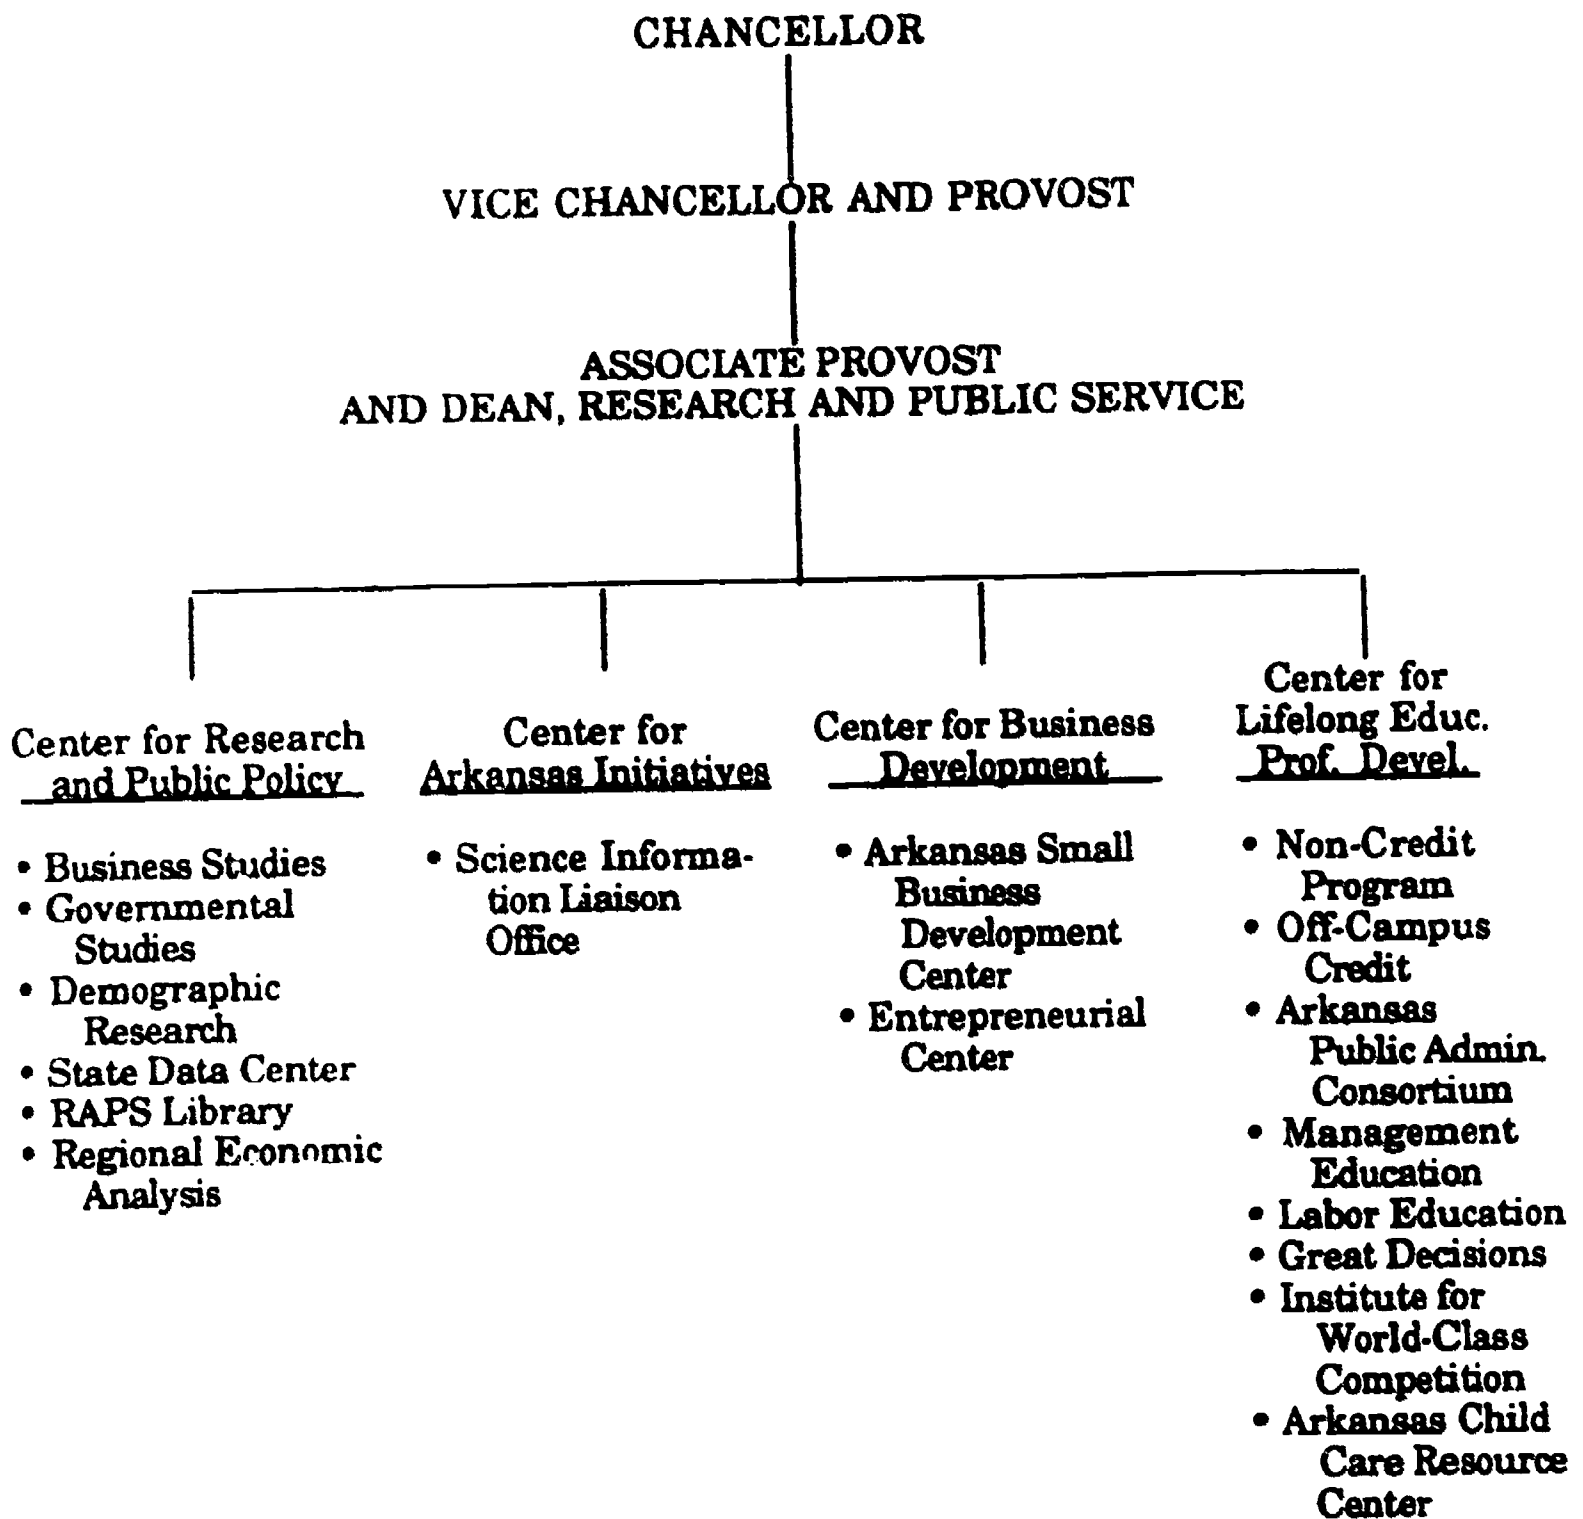 CHANCELLOR
VICE CHANCELLOR AND PROVOST
ASSOCIATE PROVOST
AND DEAN, RESEARCH AND PUBLIC SERVICE
Center for Research
and Public Policy
• Business Studies
• Governmental
Studies
• Demographic
Research
• State Data Center
• RAPS Library
• Regional Economic
Analysis
Center for
Arkansas Initiatives
• Science Informa-
tion Liaison
Office
Center for Business
Development
• Arkansas Small
Business
Development
Center
• Entrepreneurial
Center
Center for
Lifelong Educ.
Prof. Devel.
• Non-Credit
Program
• Off-Campus
Credit
• Arkansas
Public Admin.
Consortium
• Management
Education
• Labor Education
• Great Decisions
• Institute for
World-Class
Competition
• Arkansas Child
Care Resource
Center